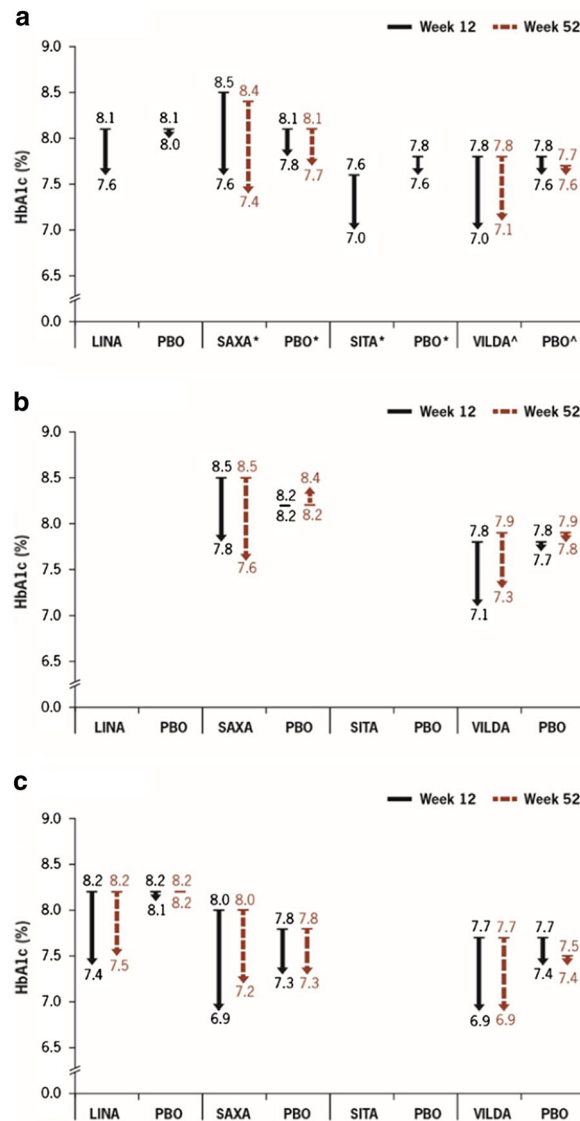 a
Week 12 Week 52
9.0
8.5 8.4
8.5
8.1 8.1 8.1 8.1
8.0
8.0
7.8 7.8 7.8 7.8 7.7
7.6 7.6 7.7 7.6 7.6 7.6
7.6
7.5
7.4
7.0 7.0 7.1
7.0
6.5
0.0
HbA1c (%)
LINA PBO SAXA* PBO* SITA* PBO* VILDA^ PBO^
b
Week 12 Week 52
9.0
8.5 8.5
8.5 8.4
8.2
8.2 8.2
8.0
7.8 7.9 7.8 7.9
7.8 7.7 7.8
7.6
7.5
7.3
7.1
7.0
6.5
0.0
HbA1c (%)
LINA PBO SAXA PBO SITA PBO VILDA PBO
c
Week 12 Week 52
9.0
8.5
8.2 8.2 8.2 8.2
8.1 8.2
8.0 8.0
8.0
7.8 7.8
7.7 7.7 7.7
7.5
7.5
7.4 7.5 7.3 7.3 7.4 7.4
7.2
7.0
6.9 6.9 6.9
6.5
0.0
HbA1c (%)
LINA PBO SAXA PBO SITA PBO VILDA PBO